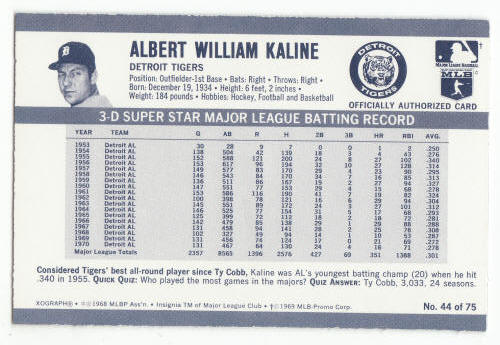 ALBERT WILLIAM KALINE
DETROIT TIGERS
Position: Outfielder-1st Base • Bats: Right • Throws: Right •
Born: December 19, 1934 • Height: 6 feet, 2 inches •
Weight: 184 pounds • Hobbies: Hockey, Football and Basketball
DETROIT
TIGERS
MAJOR LEAGUE BASEBALL
MLB
OFFICIALLY AUTHORIZED CARD
3-D SUPER STAR MAJOR LEAGUE BATTING RECORD
YEAR TEAM G AB R H 2B 3B HR RBI AVG.
1953 Detroit AL 30 28 9 7 0 0 1 2 .250
1954 Detroit AL 138 504 42 139 18 3 4 43 .276
1955 Detroit AL 152 588 121 200 24 8 27 102 .340
1956 Detroit AL 153 617 96 194 32 10 27 128 .314
1957 Detroit AL 149 577 83 170 29 4 23 90 .295
1958 Detroit AL 146 543 84 170 34 7 16 85 .313
1959 Detroit AL 136 511 86 167 19 2 27 94 .327
1960 Detroit AL 147 551 77 153 29 4 15 68 .278
1961 Detroit AL 153 586 116 190 41 7 19 82 .324
1962 Detroit AL 100 398 78 121 16 6 29 94 .304
1963 Detroit AL 145 551 89 172 24 3 27 101 .312
1964 Detroit AL 146 525 77 154 31 5 17 68 .293
1965 Detroit AL 125 399 72 112 18 2 18 72 .281
1966 Detroit AL 142 479 85 138 29 1 29 88 .288
1967 Detroit AL 131 458 94 141 28 2 25 78 .308
1968 Detroit AL 102 327 49 94 14 1 10 53 .287
1969 Detroit AL 131 456 74 124 17 0 21 69 .272
1970 Detroit AL 131 467 64 130 24 4 16 71 .278
Major League Totals 2357 8565 1396 2576 427 69 351 1388 .301
Considered Tigers' best all-round player since Ty Cobb, Kaline was AL's youngest batting champ (20) when he hit
.340 in 1955. QUICK QUIZ: Who played the most games in the majors? QUIZ ANSWER: Ty Cobb, 3,033, 24 seasons.
XOGRAPH® • †©1968 MLBP Ass'n. • Insignia TM of Major League Club • †©1969 MLB-Promo Corp.
No. 44 of 75